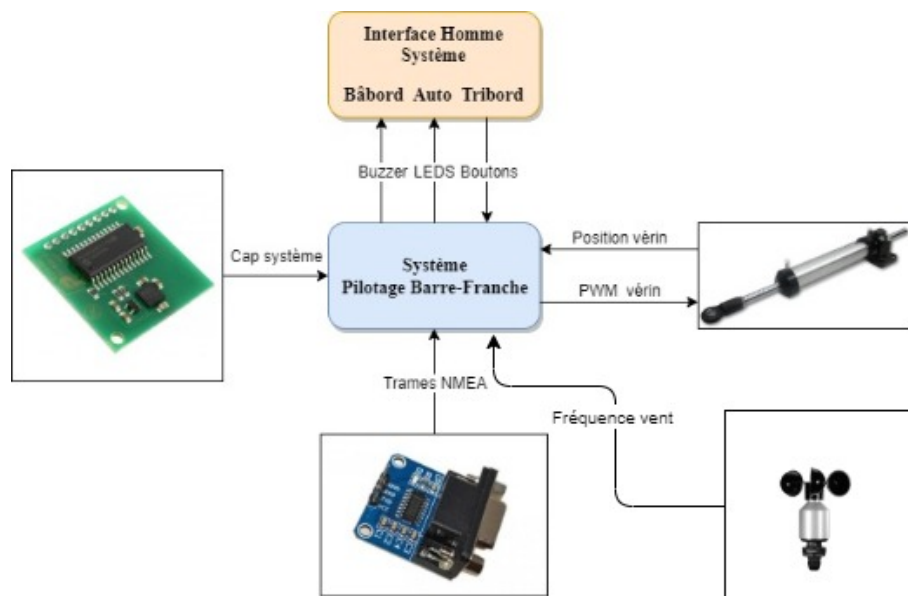 Interface Homme
Système
Bâbord Auto Tribord
Buzzer LEDS Boutons
Cap système
Système
Pilotage Barre-Franche
Position vérin
PWM vérin
Trames NMEA
Fréquence vent